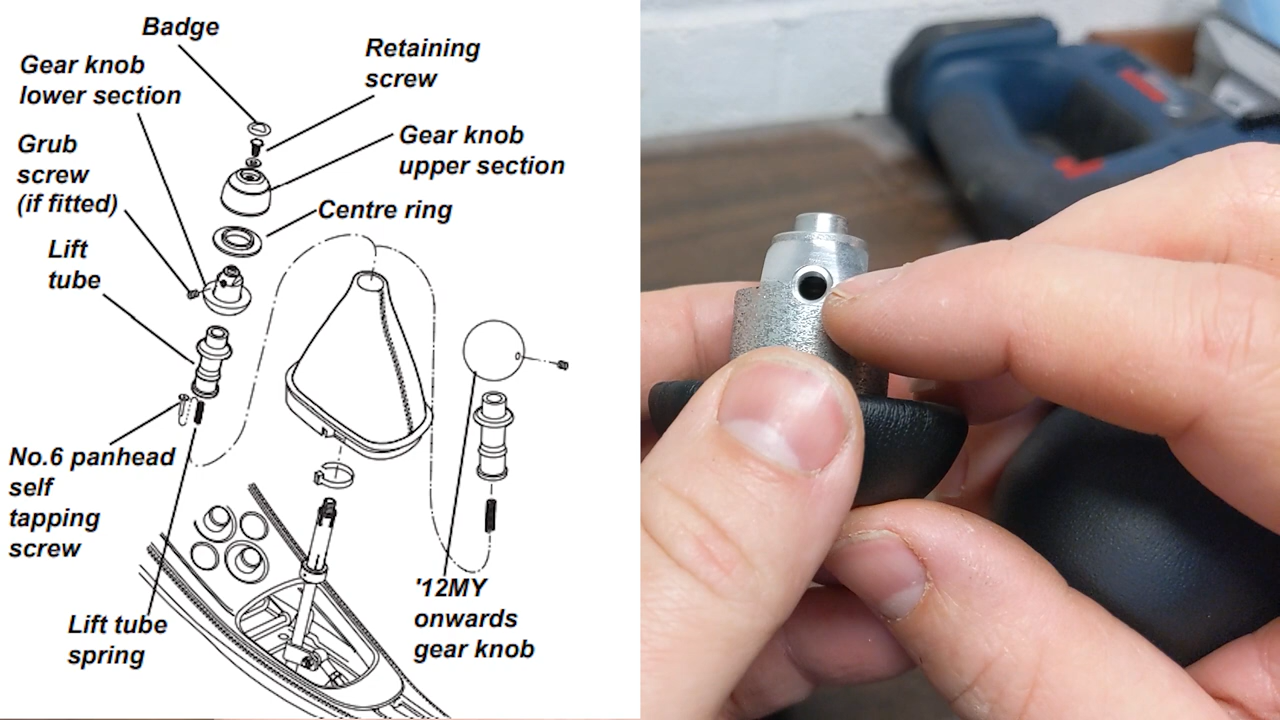 Badge
Retaining
screw
Gear knob
lower section
Gear knob
upper section
Grub
screw
(if fitted)
Centre ring
Lift
tube
No.6 panhead
self
tapping
screw
Lift tube
spring
'12MY
onwards
gear knob